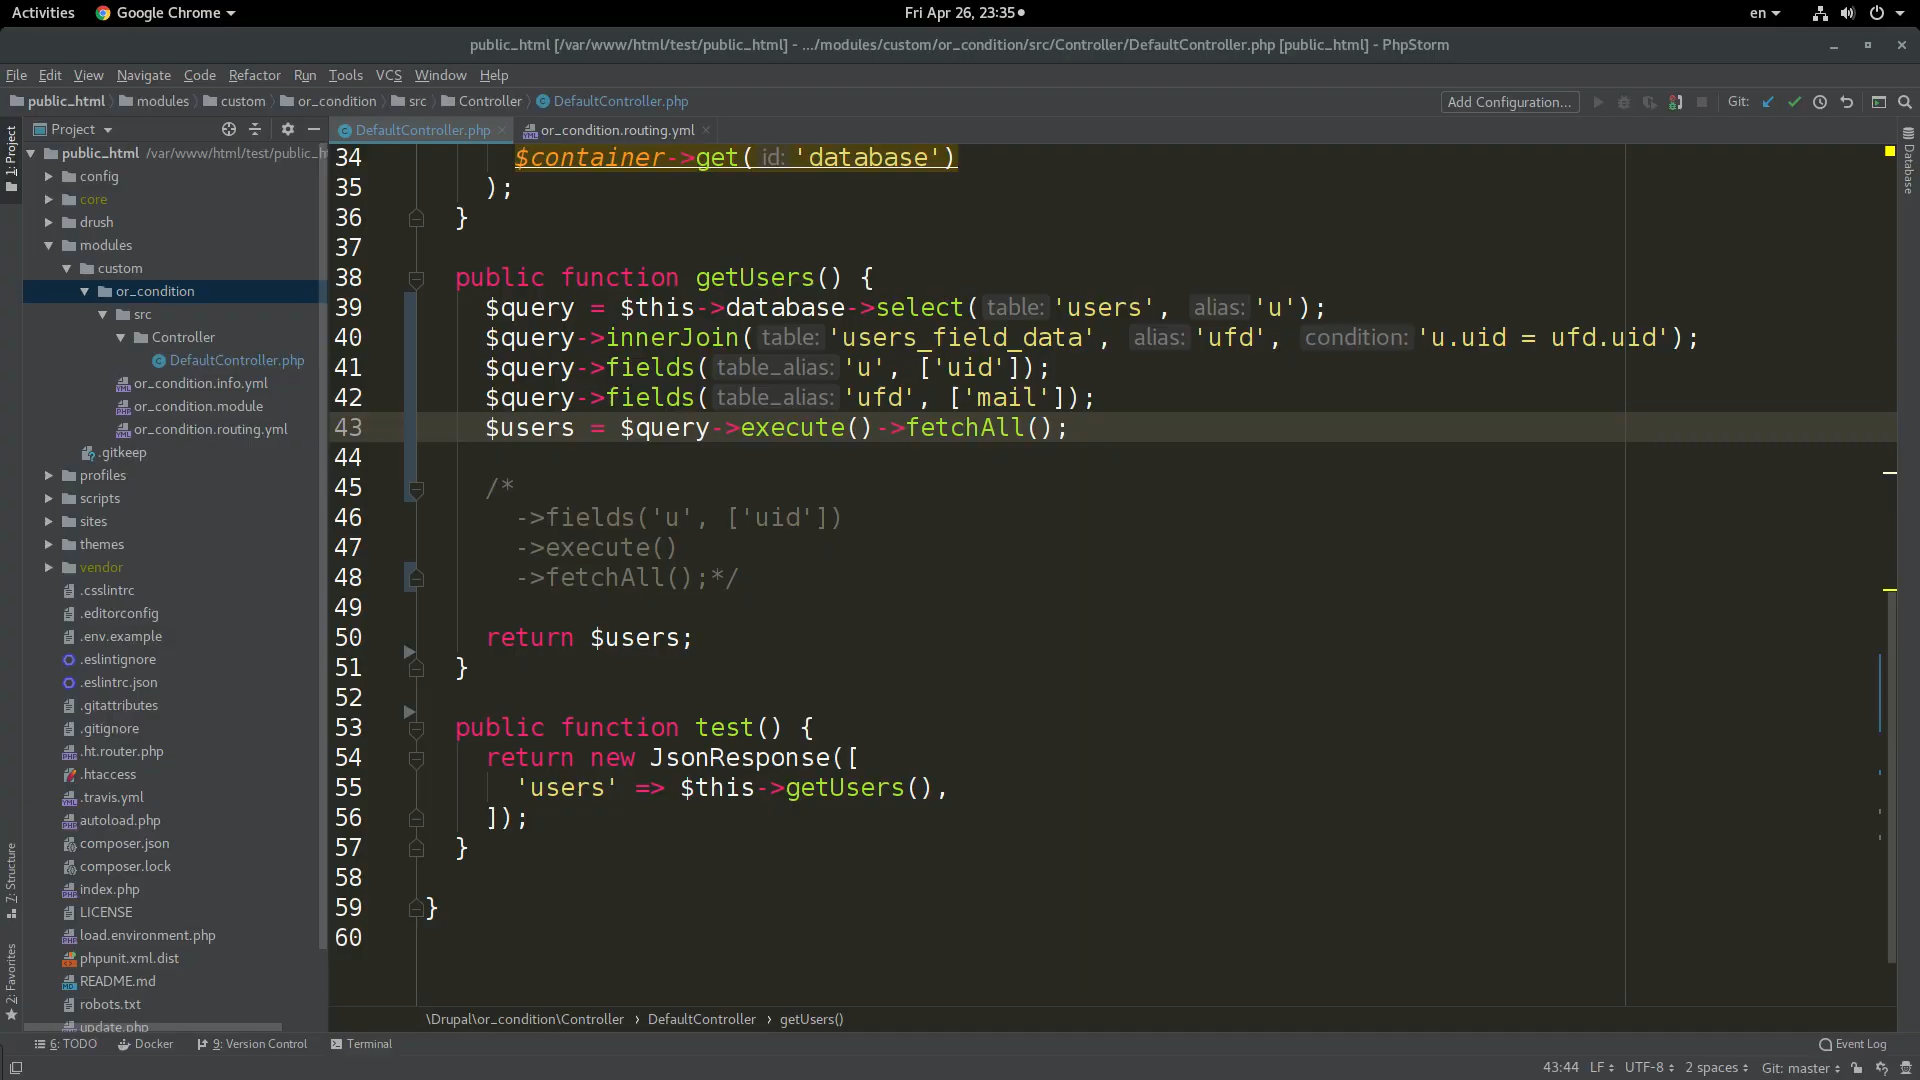 Activities
Google Chrome
Fri Apr 26, 23:35
en
public_html [/var/www/html/test/public_html] - .../modules/custom/or_condition/src/Controller/DefaultController.php [public_html] - PhpStorm
File Edit View Navigate Code Refactor Run Tools VCS Window Help
public_html modules custom or_condition src Controller DefaultController.php
Add Configuration... Git:
Project
DefaultController.php
or_condition.routing.yml
1: Project
7: Structure
2: Favorites
Database
public_html /var/www/html/test/public_h
config
core
drush
modules
custom
or_condition
src
Controller
DefaultController.php
or_condition.info.yml
or_condition.module
or_condition.routing.yml
.gitkeep
profiles
scripts
sites
themes
vendor
.csslintrc
.editorconfig
.env.example
.eslintignore
.eslintrc.json
.gitattributes
.gitignore
.ht.router.php
.htaccess
.travis.yml
autoload.php
composer.json
composer.lock
index.php
LICENSE
load.environment.php
phpunit.xml.dist
README.md
robots.txt
update.php
34 $container->get( id: 'database')
35 );
36 }
37
38 public function getUsers() {
39 $query = $this->database->select( table: 'users', alias: 'u');
40 $query->innerJoin( table: 'users_field_data', alias: 'ufd', condition: 'u.uid = ufd.uid');
41 $query->fields( table_alias: 'u', ['uid']);
42 $query->fields( table_alias: 'ufd', ['mail']);
43 $users = $query->execute()->fetchAll();
44
45 /*
46 ->fields('u', ['uid'])
47 ->execute()
48 ->fetchAll();*/
49
50 return $users;
51 }
52
53 public function test() {
54 return new JsonResponse([
55 'users' => $this->getUsers(),
56 ]);
57 }
58
59 }
60
\Drupal\or_condition\Controller › DefaultController › getUsers()
6: TODO Docker 9: Version Control Terminal Event Log
43:44 LF UTF-8 2 spaces Git: master